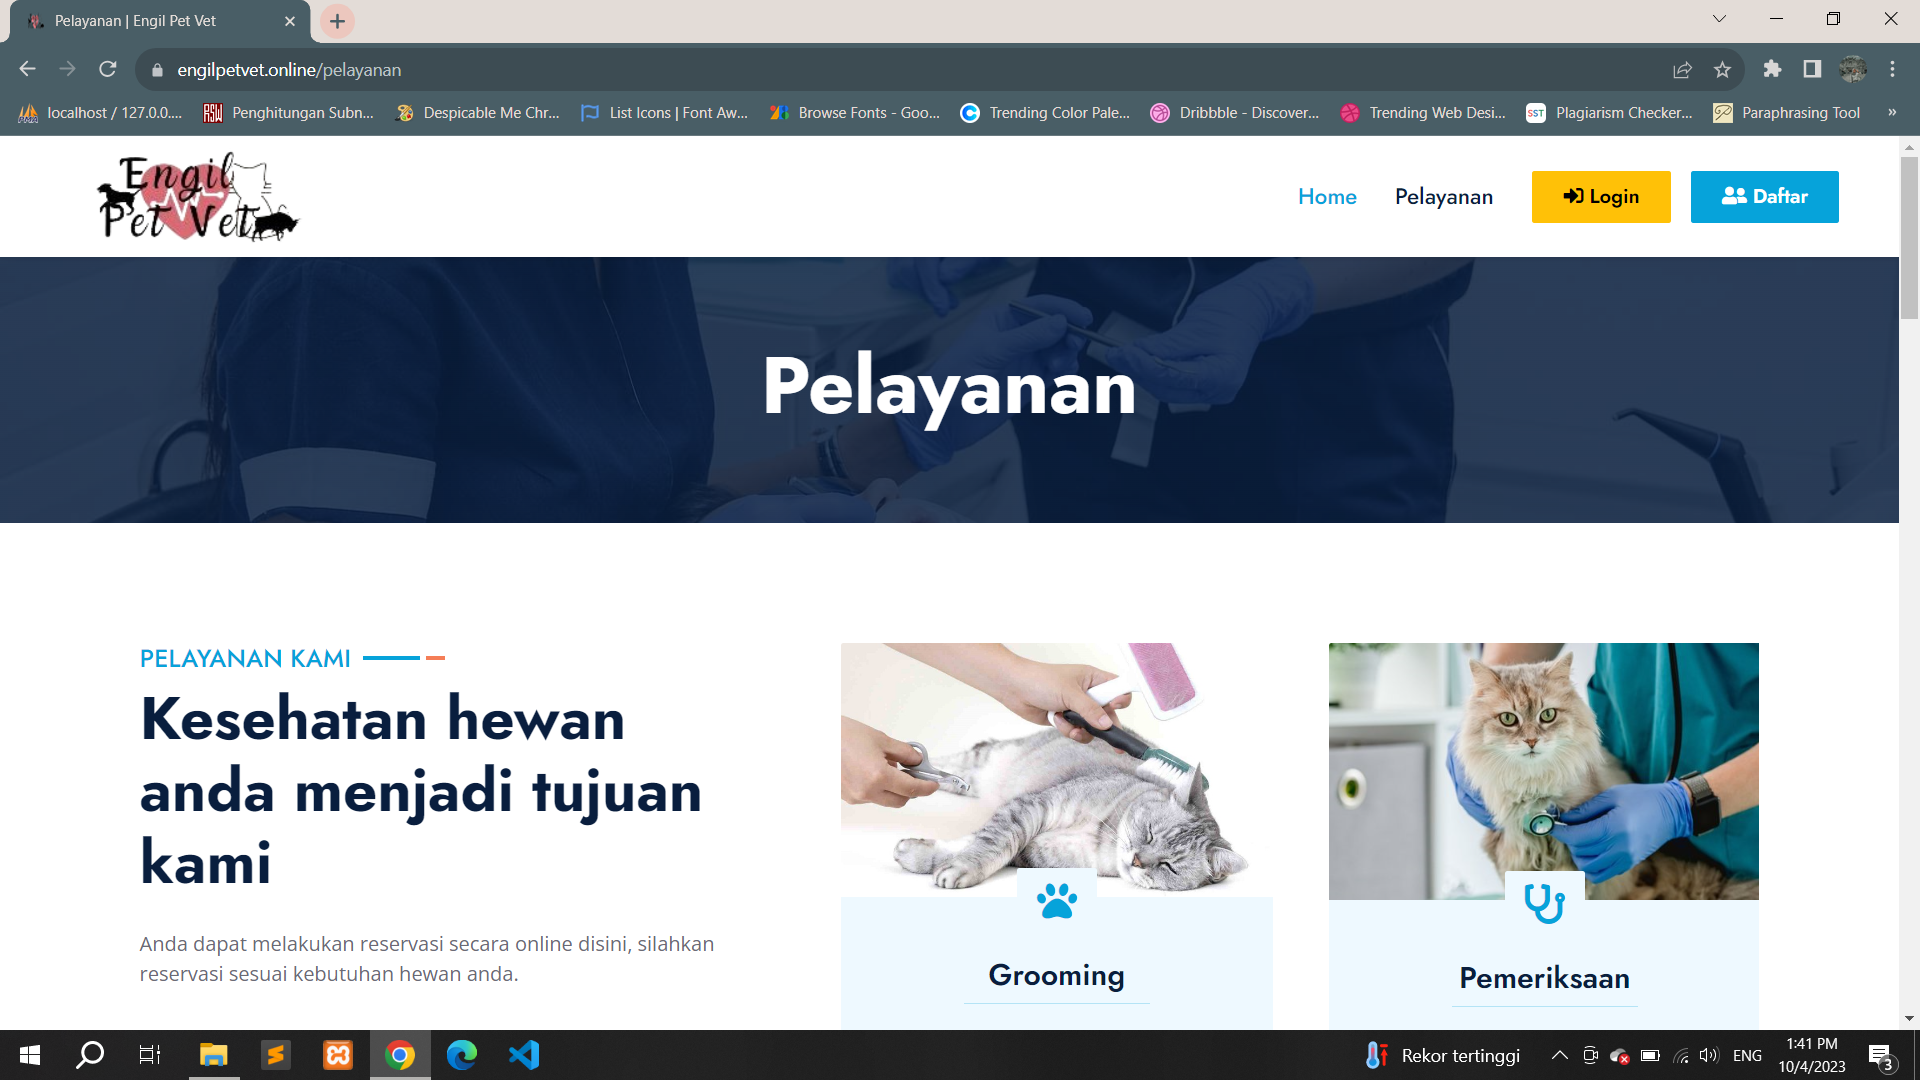 Pelayanan | Engil Pet Vet
engilpetvet.online/pelayanan
localhost / 127.0.0....
Penghitungan Subn...
Despicable Me Chr...
List Icons | Font Aw...
Browse Fonts - Goo...
Trending Color Pale...
Dribbble - Discover...
Trending Web Desi...
SST
Plagiarism Checker...
Paraphrasing Tool
Engil
Pet Vet
Home
Pelayanan
Login
Daftar
Pelayanan
PELAYANAN KAMI
Kesehatan hewan
anda menjadi tujuan
kami
Anda dapat melakukan reservasi secara online disini, silahkan
reservasi sesuai kebutuhan hewan anda.
Grooming
Pemeriksaan
Rekor tertinggi
ENG
1:41 PM
10/4/2023
3